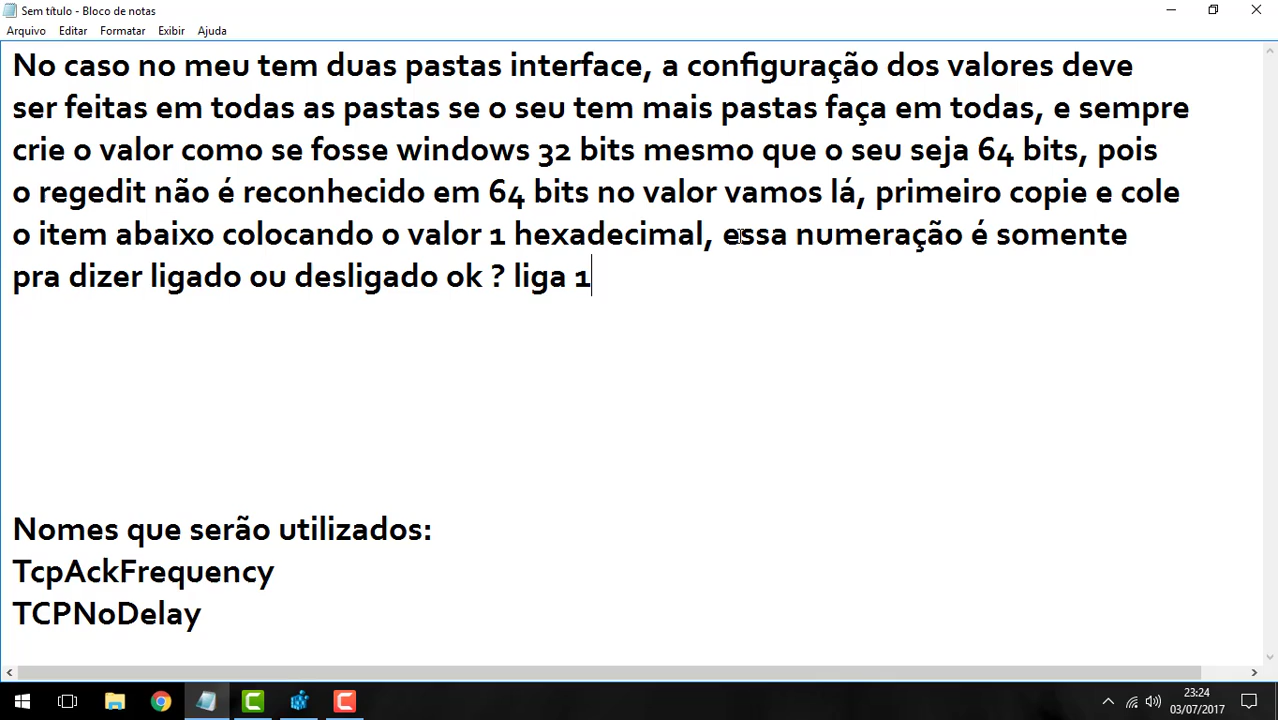 Sem título - Bloco de notas
Arquivo Editar Formatar Exibir Ajuda
No caso no meu tem duas pastas interface, a configuração dos valores deve
ser feitas em todas as pastas se o seu tem mais pastas faça em todas, e sempre
crie o valor como se fosse windows 32 bits mesmo que o seu seja 64 bits, pois
o regedit não é reconhecido em 64 bits no valor vamos lá, primeiro copie e cole
o item abaixo colocando o valor 1 hexadecimal, essa numeração é somente
pra dizer ligado ou desligado ok ? liga 1
Nomes que serão utilizados:
TcpAckFrequency
TCPNoDelay
23:24
03/07/2017